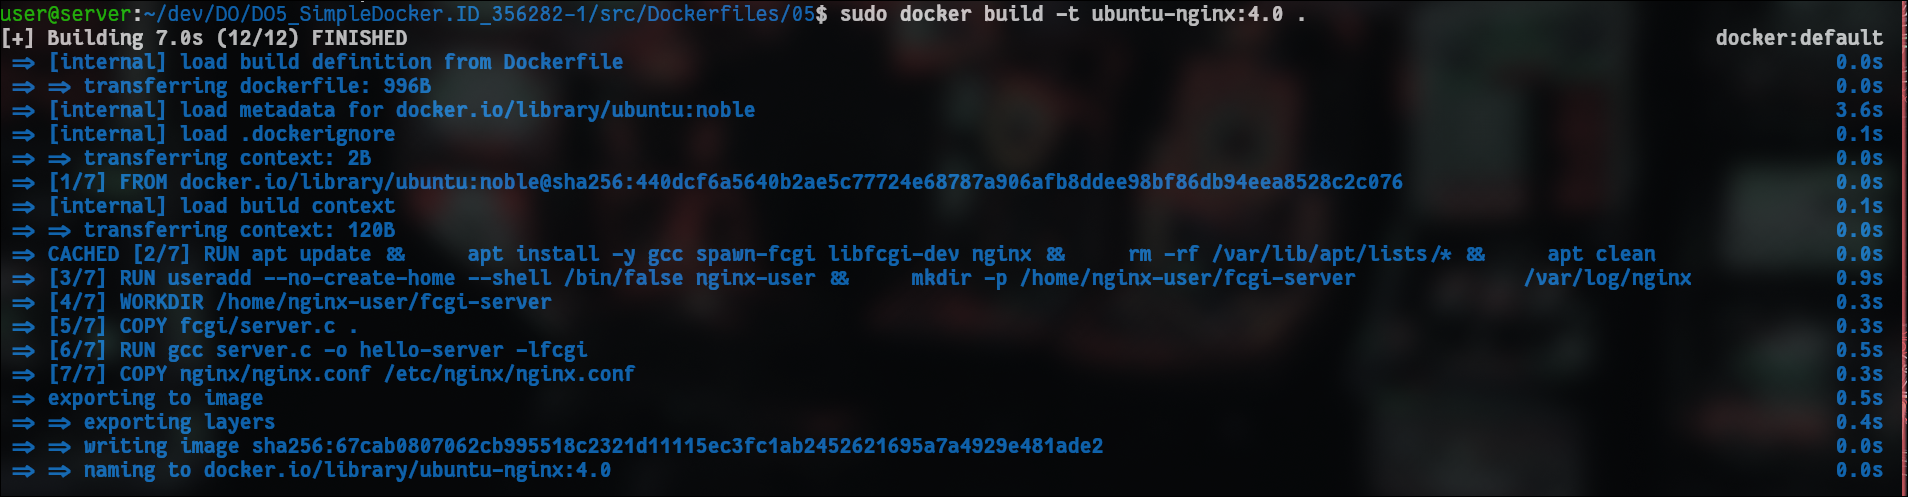 user@server:~/dev/DO/DO5_SimpleDocker.ID_356282-1/src/Dockerfiles/05$ sudo docker build -t ubuntu-nginx:4.0 .
[+] Building 7.0s (12/12) FINISHED docker:default
=> [internal] load build definition from Dockerfile 0.0s
=> => transferring dockerfile: 996B 0.0s
=> [internal] load metadata for docker.io/library/ubuntu:noble 3.6s
=> [internal] load .dockerignore 0.1s
=> => transferring context: 2B 0.0s
=> [1/7] FROM docker.io/library/ubuntu:noble@sha256:440dcf6a5640b2ae5c77724e68787a906afb8ddee98bf86db94eea8528c2c076 0.0s
=> [internal] load build context 0.1s
=> => transferring context: 120B 0.0s
=> CACHED [2/7] RUN apt update && apt install -y gcc spawn-fcgi libfcgi-dev nginx && rm -rf /var/lib/apt/lists/* && apt clean 0.0s
=> [3/7] RUN useradd --no-create-home --shell /bin/false nginx-user && mkdir -p /home/nginx-user/fcgi-server /var/log/nginx 0.9s
=> [4/7] WORKDIR /home/nginx-user/fcgi-server 0.3s
=> [5/7] COPY fcgi/server.c . 0.3s
=> [6/7] RUN gcc server.c -o hello-server -lfcgi 0.5s
=> [7/7] COPY nginx/nginx.conf /etc/nginx/nginx.conf 0.3s
=> exporting to image 0.5s
=> => exporting layers 0.4s
=> => writing image sha256:67cab0807062cb995518c2321d11115ec3fc1ab2452621695a7a4929e481ade2 0.0s
=> => naming to docker.io/library/ubuntu-nginx:4.0 0.0s